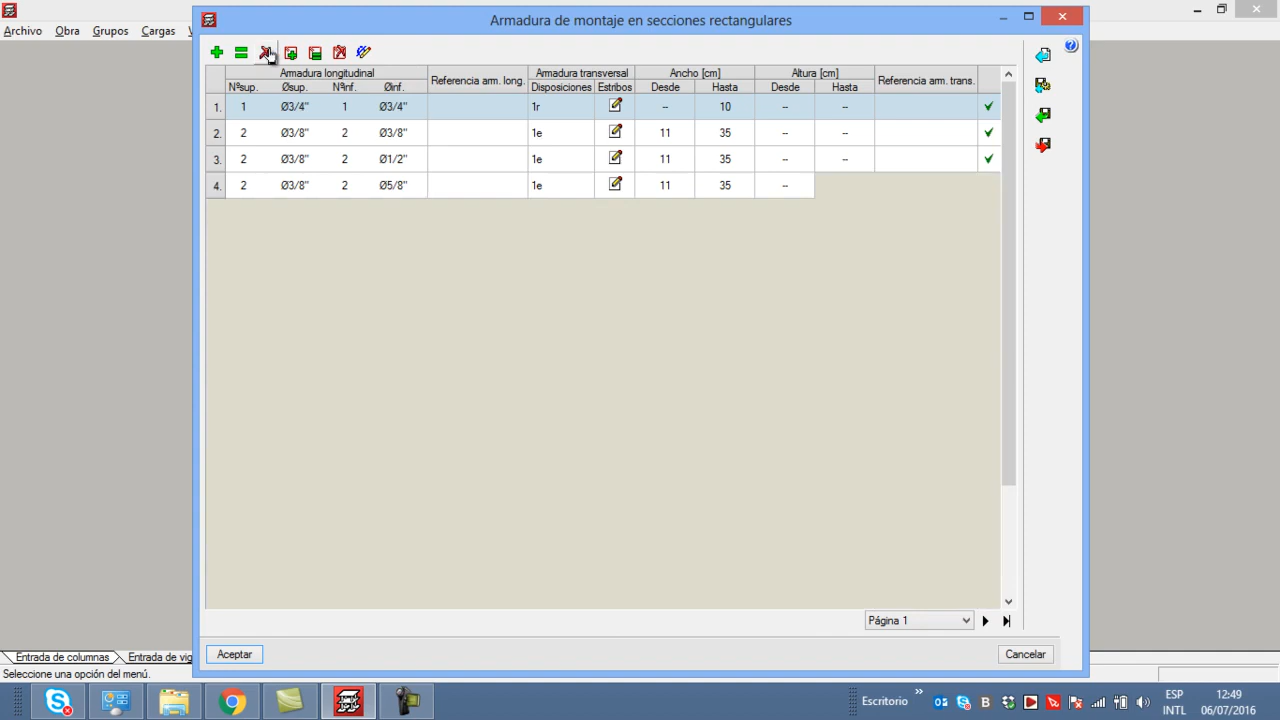 Armadura de montaje en secciones rectangulares
Archivo Obra Grupos Cargas
Armadura longitudinal Referencia arm. long. Armadura transversal Ancho [cm] Altura [cm] Referencia arm. trans.
Nºsup. Øsup. NºInf. ØInf. Disposiciones Estribos Desde Hasta Desde Hasta
1. 1 Ø3/4" 1 Ø3/4" 1r -- 10 -- --
2. 2 Ø3/8" 2 Ø3/8" 1e 11 35 -- --
3. 2 Ø3/8" 2 Ø1/2" 1e 11 35 -- --
4. 2 Ø3/8" 2 Ø5/8" 1e 11 35 --
Página 1
Aceptar Cancelar
Entrada de columnas Entrada de vig
Seleccione una opción del menú.
Escritorio » ESP 12:49
INTL 06/07/2016